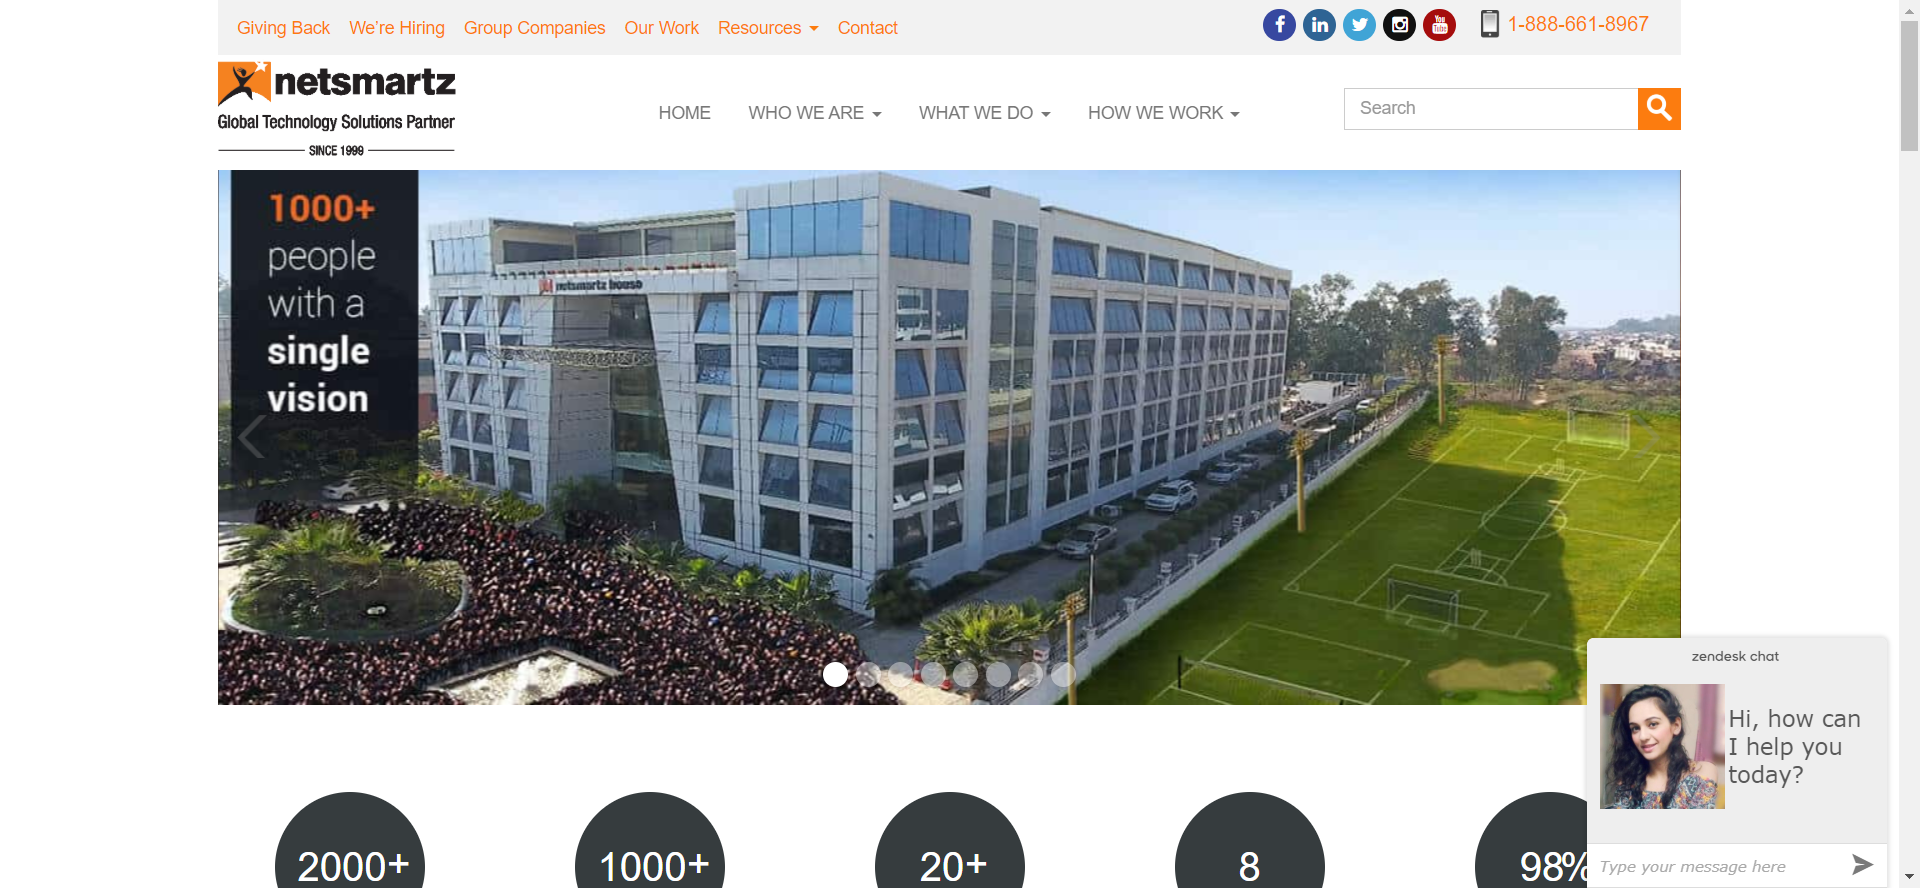 Giving Back We're Hiring Group Companies Our Work Resources Contact
1-888-661-8967
netsmartz
Global Technology Solutions Partner
SINCE 1999
HOME WHO WE ARE WHAT WE DO HOW WE WORK
Search
1000+
people
with a
single
vision
netsmartz house
zendesk chat
Hi, how can
I help you
today?
Type your message here
2000+ 1000+ 20+ 8 98%